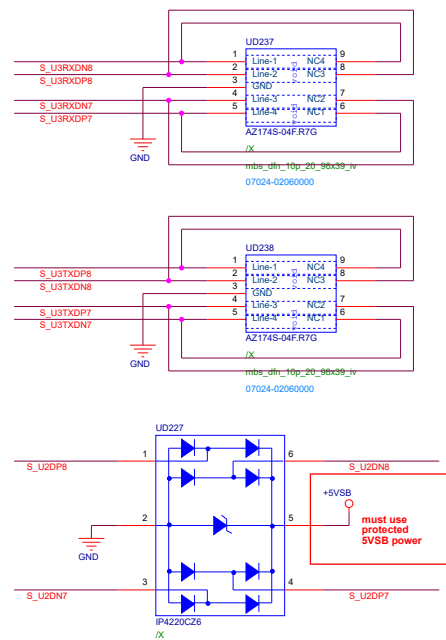 UD237
1 Line-1 NC4 9
S_U3RXDN8
2 Line-2 NC3 8
S_U3RXDP8
3 GND
4 Line-3 NC2 7
S_U3RXDN7
5 Line-4 NC1 6
S_U3RXDP7
AZ174S-04F.R7G
GND
/X
mbs_dfn_10p_20_98x39_iv
07024-02060000
UD238
1 Line-1 NC4 9
S_U3TXDP8
2 Line-2 NC3 8
S_U3TXDN8
3 GND
4 Line-3 NC2 7
S_U3TXDP7
5 Line-4 NC1 6
S_U3TXDN7
AZ174S-04F.R7G
GND
/X
mbs_dfn_10p_20_98x39_iv
07024-02060000
UD227
1 6
S_U2DP8 S_U2DN8
+5VSB
2 5
must use
protected
5VSB power
GND
3 4
S_U2DN7 S_U2DP7
IP4220CZ6
/X